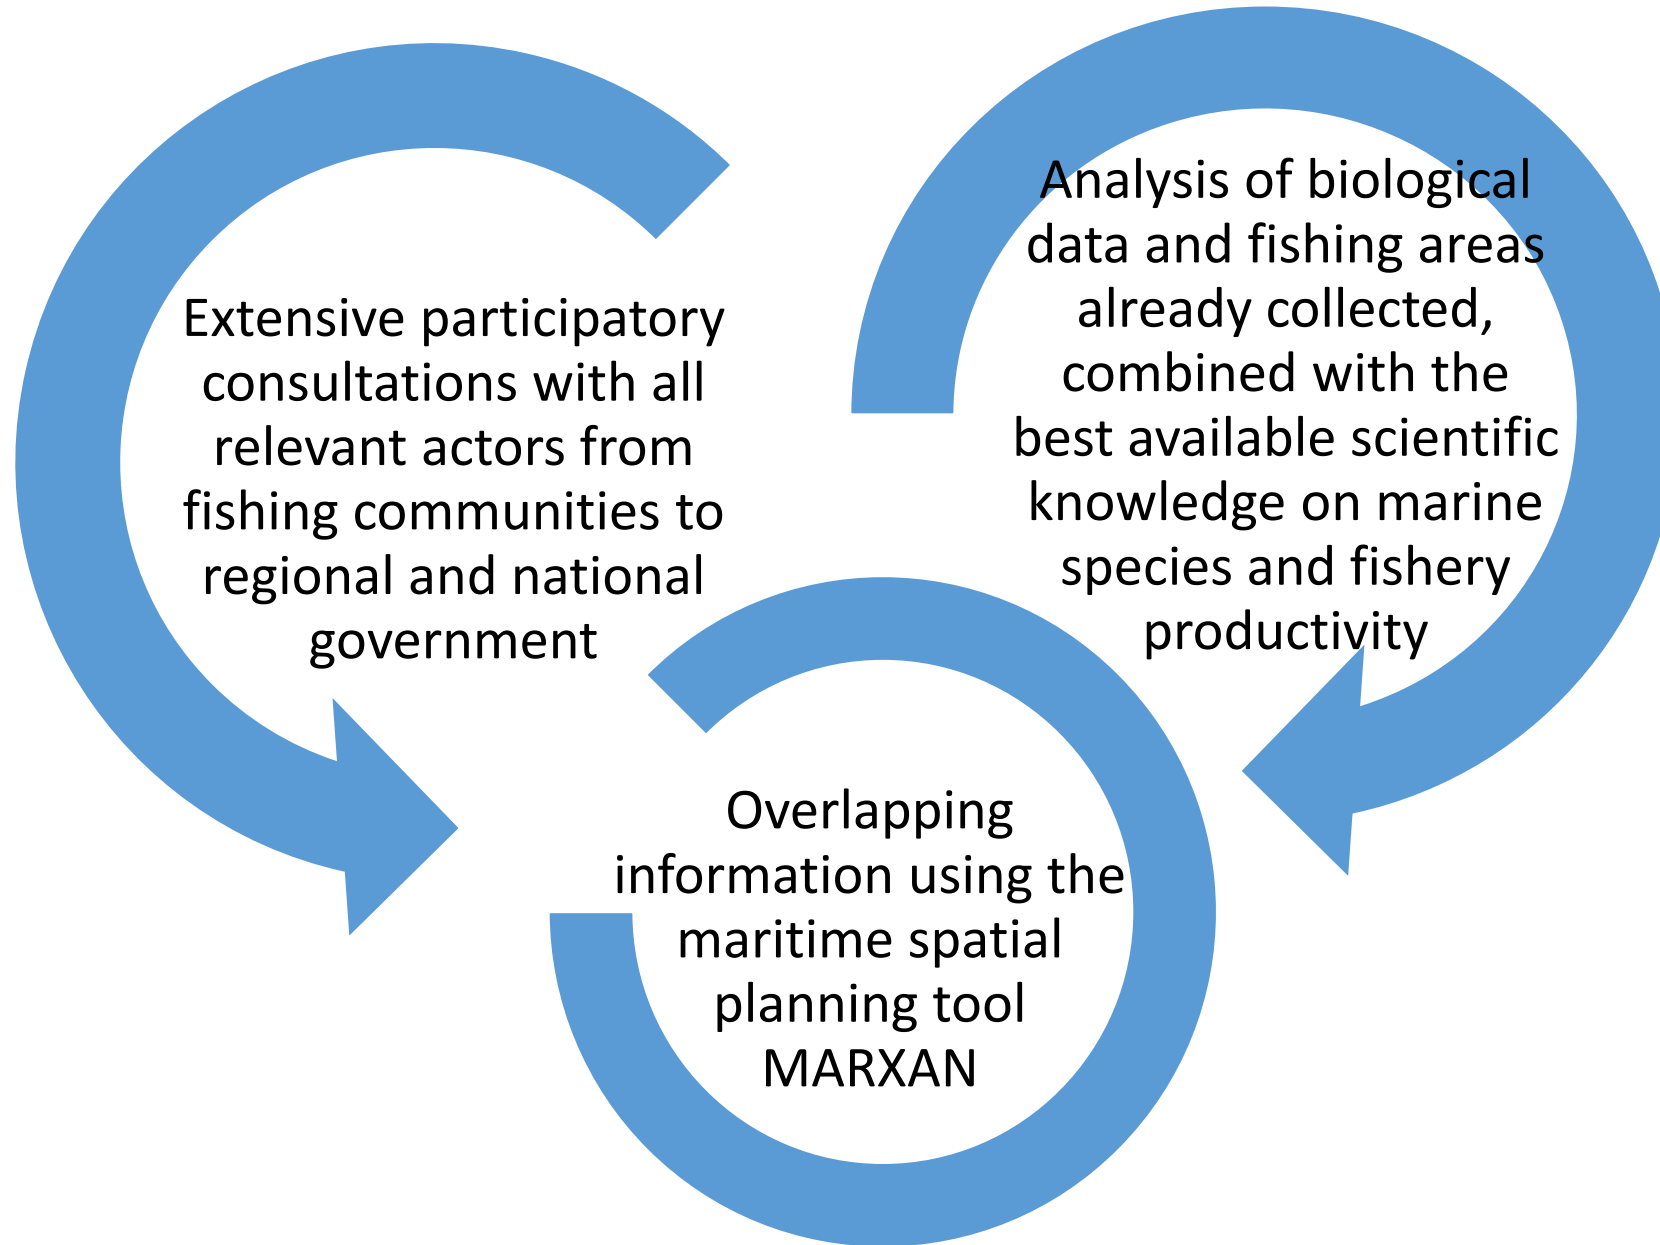 Extensive participatory
consultations with all
relevant actors from
fishing communities to
regional and national
government
Analysis of biological
data and fishing areas
already collected,
combined with the
best available scientific
knowledge on marine
species and fishery
productivity
Overlapping
information using the
maritime spatial
planning tool
MARXAN